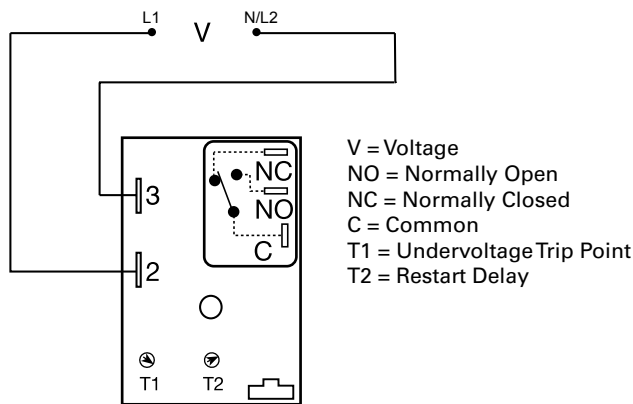 L1 V N/L2
NC
3
NO
C
2
T1 T2
V = Voltage
NO = Normally Open
NC = Normally Closed
C = Common
T1 = Undervoltage Trip Point
T2 = Restart Delay